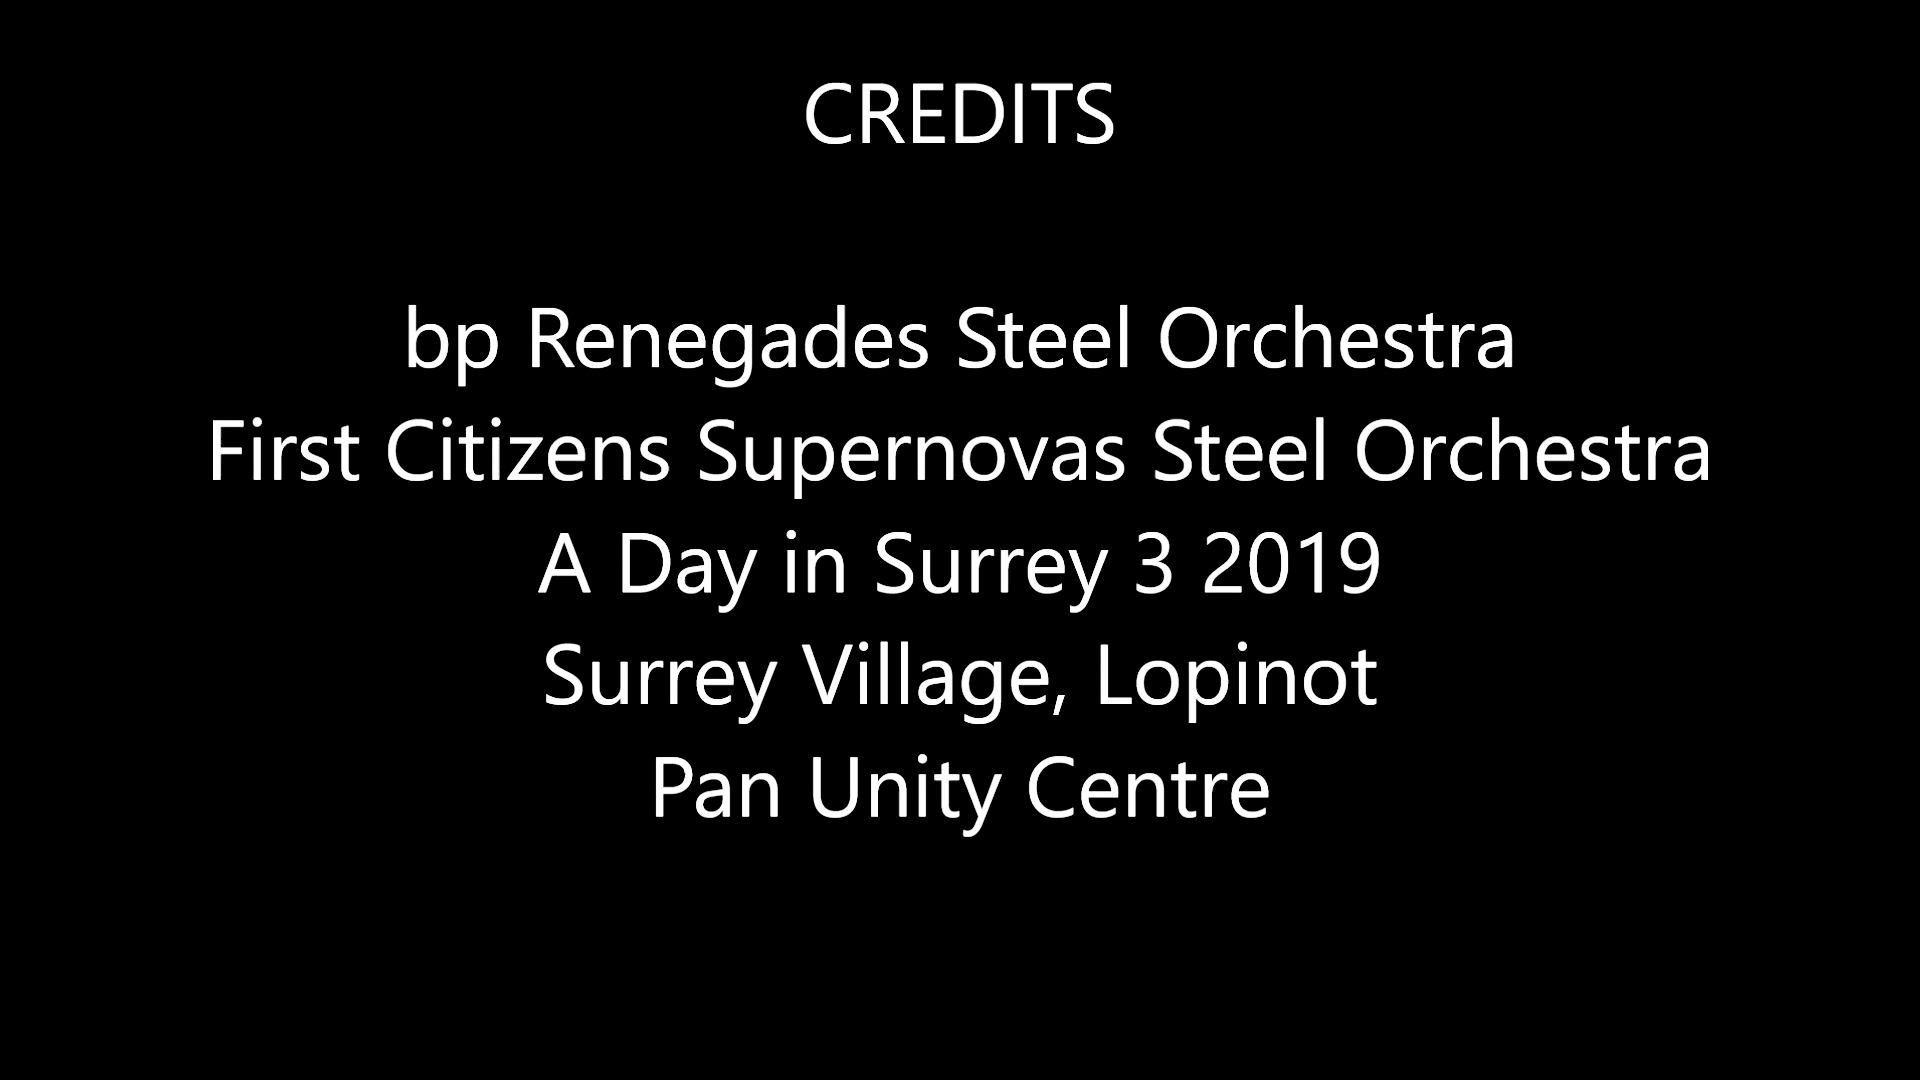 CREDITS
bp Renegades Steel Orchestra
First Citizens Supernovas Steel Orchestra
A Day in Surrey 3 2019
Surrey Village, Lopinot
Pan Unity Centre